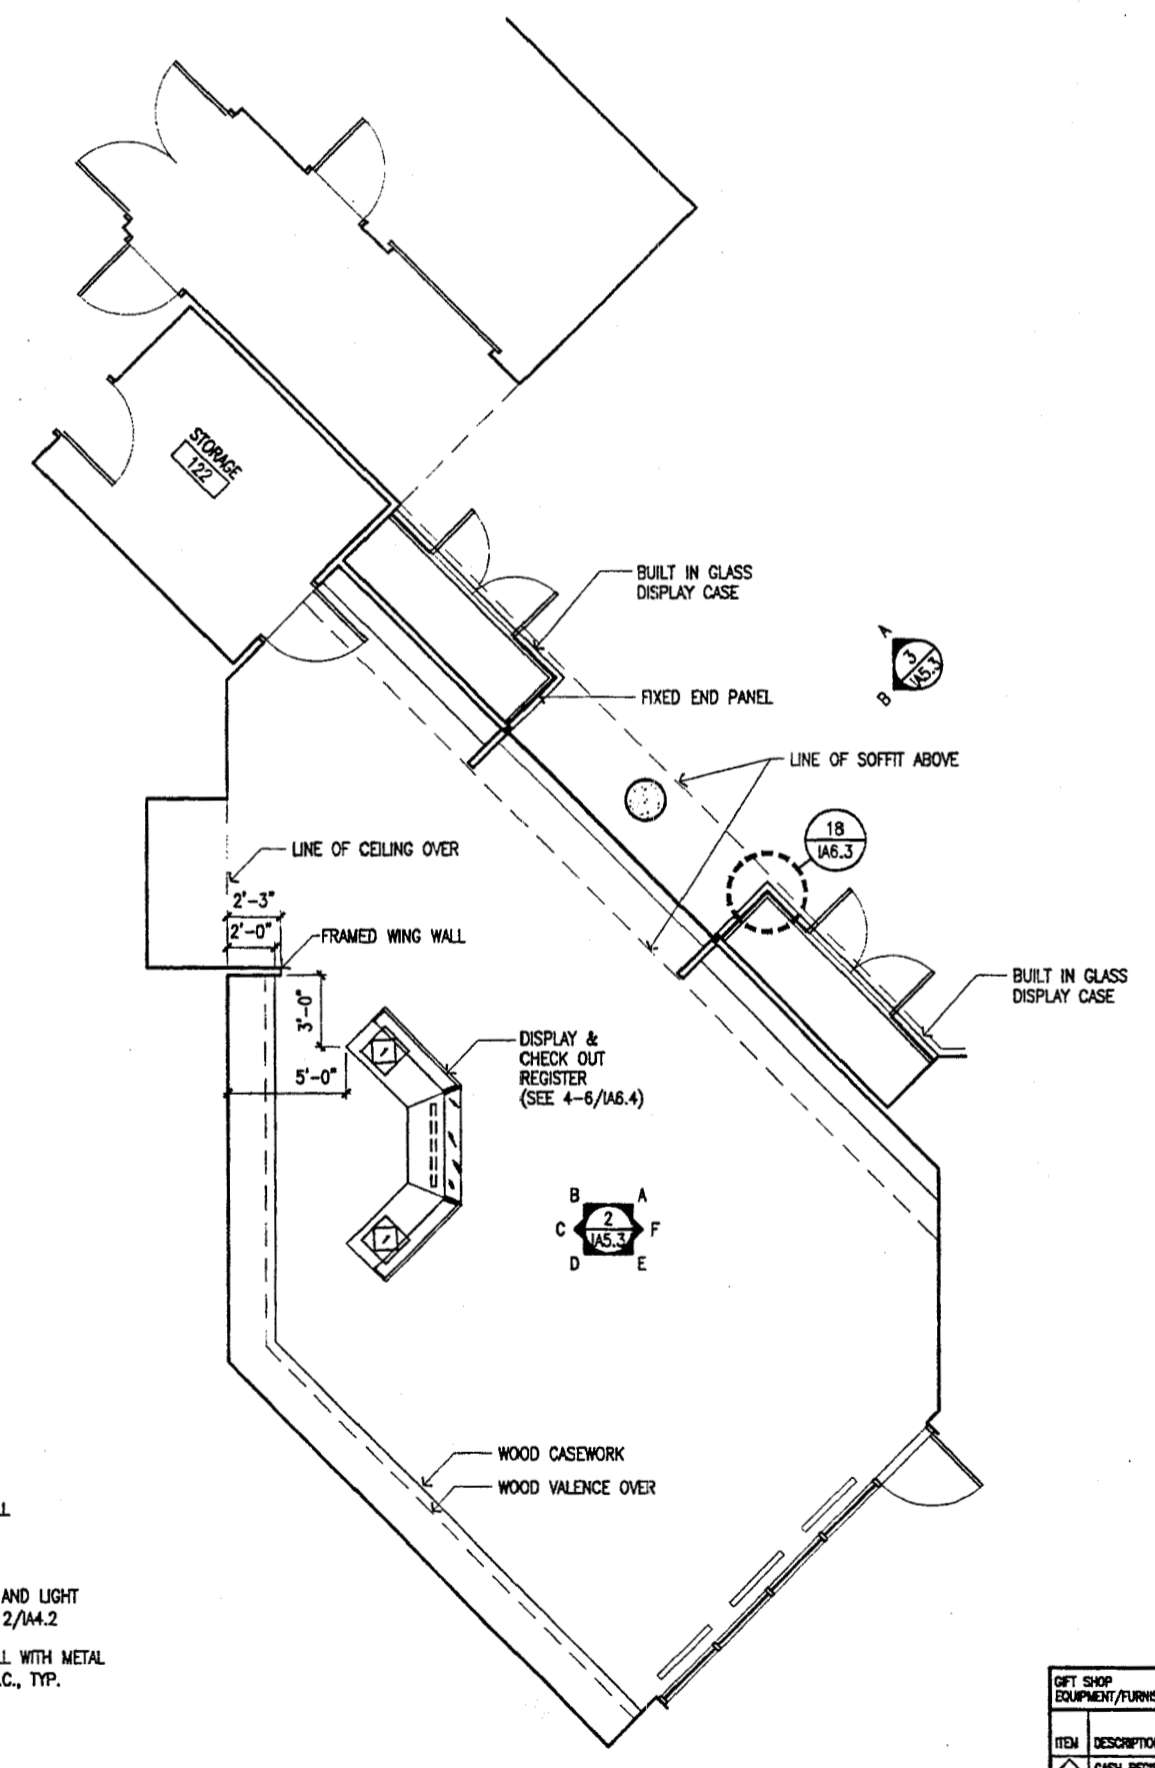 STORAGE
122
BUILT IN GLASS
DISPLAY CASE
A
3
IA5.3
B
FIXED END PANEL
LINE OF SOFFIT ABOVE
18
IA6.3
LINE OF CEILING OVER
2'-3"
2'-0"
FRAMED WING WALL
3'-0"
5'-0"
DISPLAY &
CHECK OUT
REGISTER
(SEE 4-6/IA6.4)
BUILT IN GLASS
DISPLAY CASE
B A
C 2 F
IA5.3
D E
WOOD CASEWORK
WOOD VALENCE OVER
AND LIGHT
2/IA4.2
WITH METAL
TYP.
GIFT SHOP
ITEM